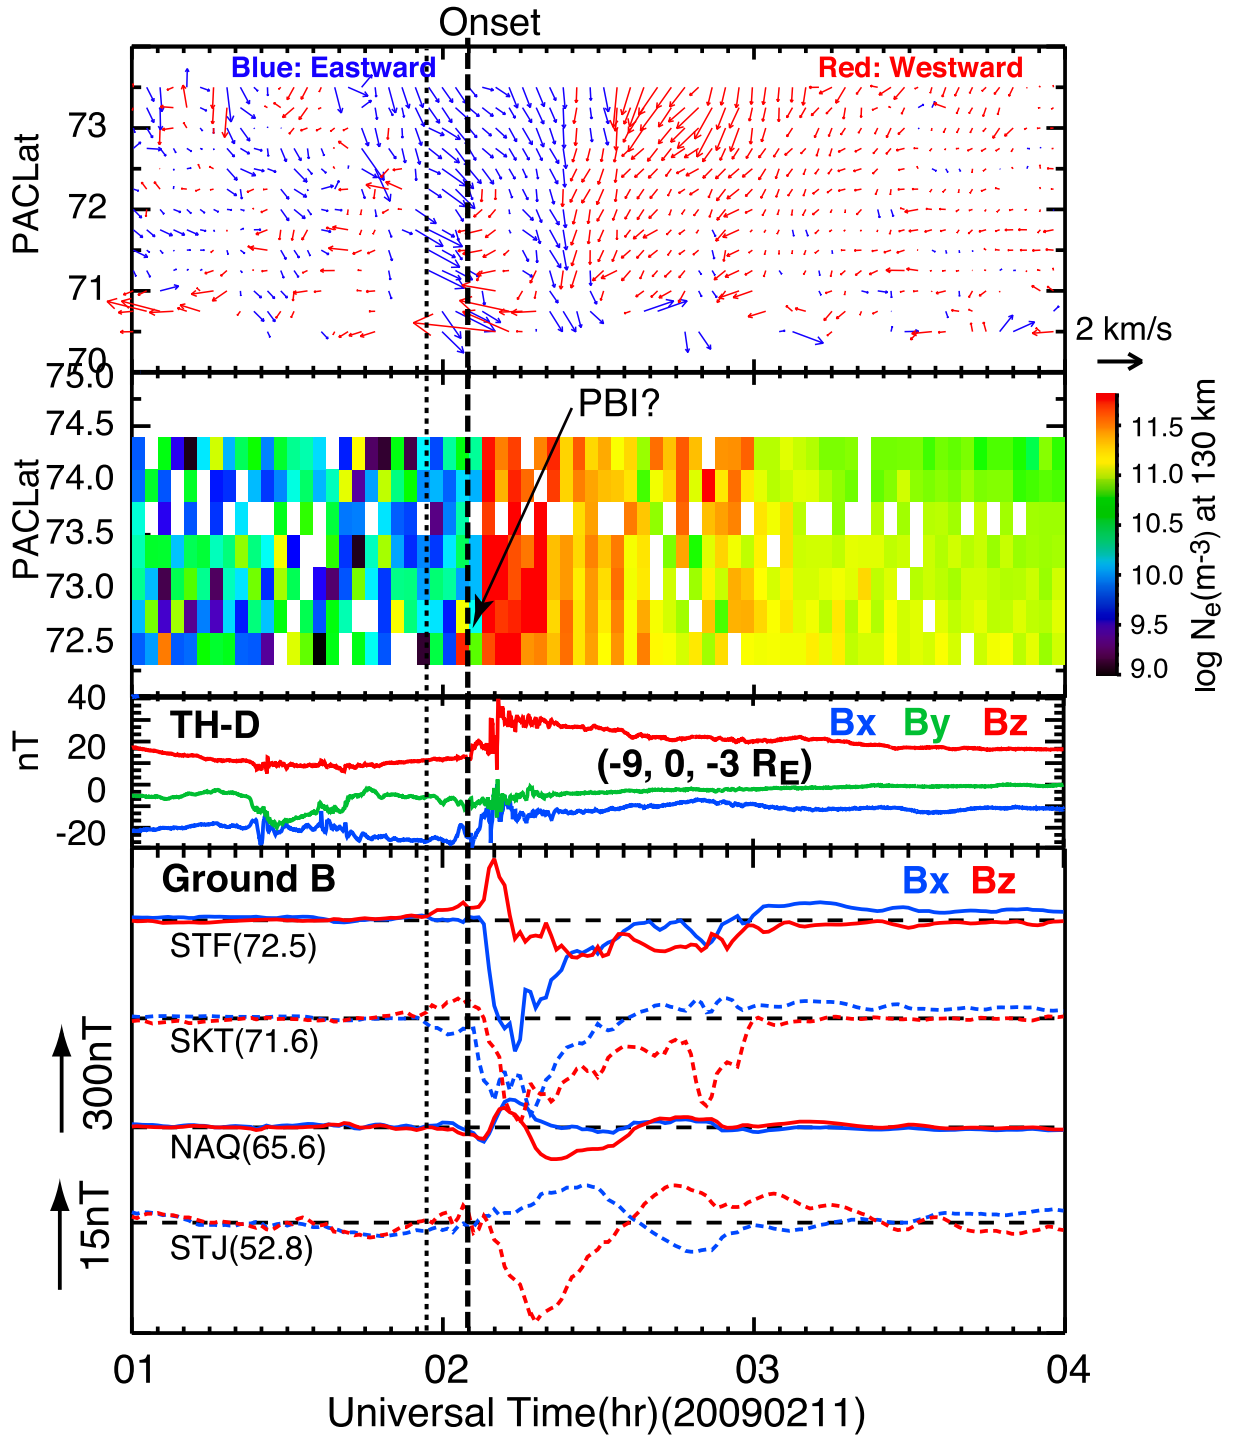 Onset
Blue: Eastward
Red: Westward
PACLat
73
72
71
70
2 km/s
PACLat
75.0
74.5
74.0
73.5
73.0
72.5
PBI?
11.5
11.0
10.5
10.0
9.5
9.0
log Ne(m-3) at 130 km
nT
40
20
0
-20
TH-D
Bx By Bz
(-9, 0, -3 RE)
Ground B
Bx Bz
STF(72.5)
SKT(71.6)
NAQ(65.6)
STJ(52.8)
300nT
15nT
01
02
03
04
Universal Time(hr)(20090211)